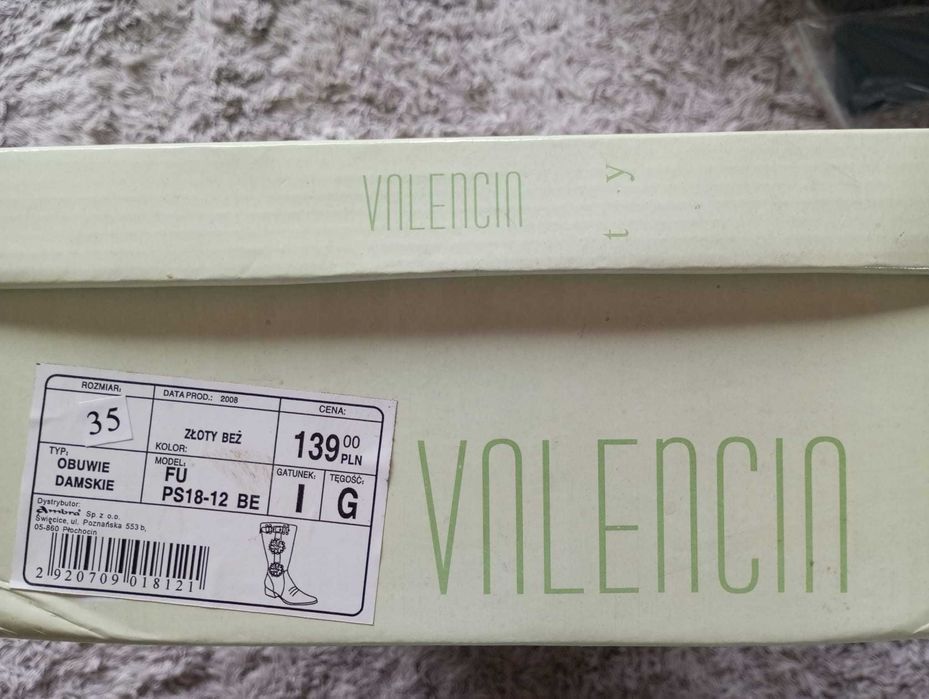 VALENCIA
t y
ROZMIAR:
35
DATA PROD.: 2008
CENA:
ZŁOTY BEŻ
KOLOR:
139 00
PLN
TYP:
OBUWIE
DAMSKIE
MODEL:
FU
PS18-12 BE
GATUNEK:
I
TĘGOŚĆ:
G
Dystrybutor:
Ambra Sp. z o.o.
Święcice, ul. Poznańska 553 b,
05-860 Płochocin
2 920709 018121
VALENCIA